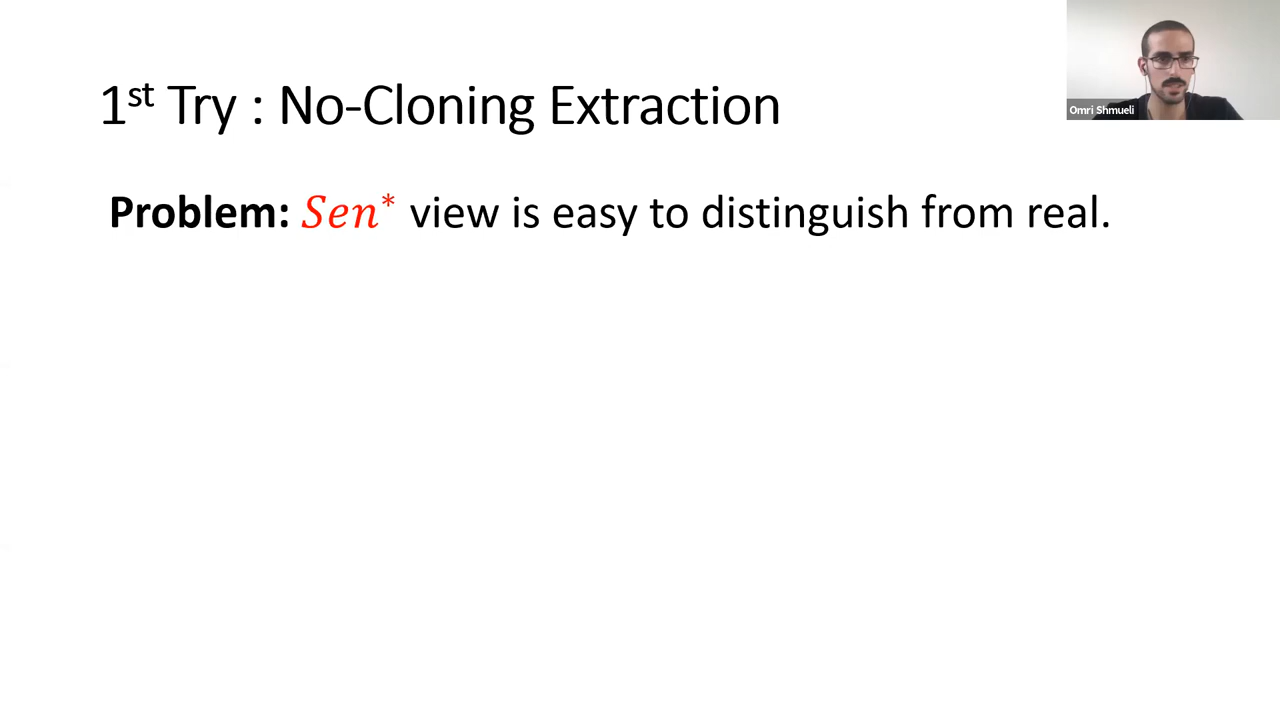 1st Try : No-Cloning Extraction
Omri Shmueli
Problem: Sen* view is easy to distinguish from real.